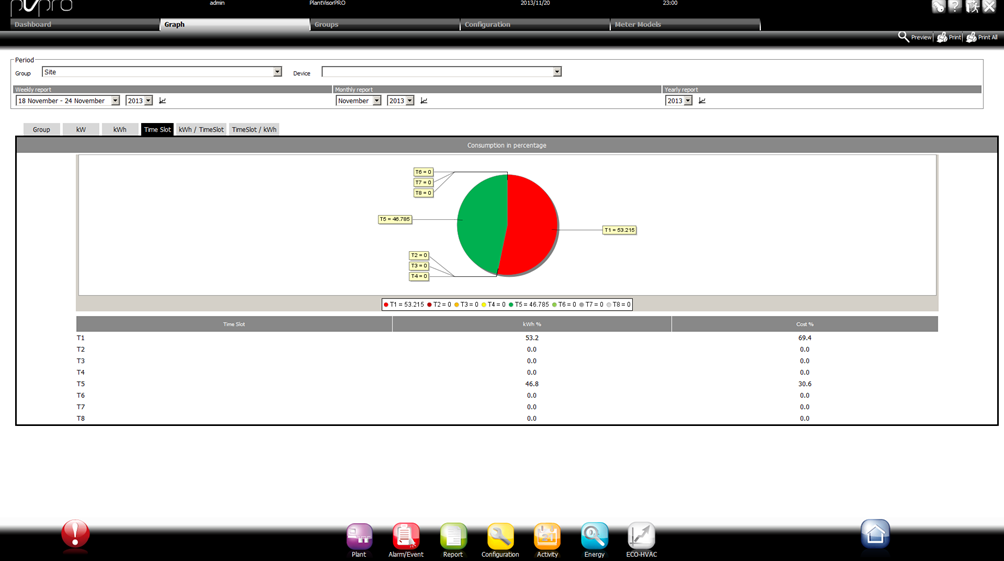 pvpro
admin PlantVisorPRO 2013/11/20 23:00
Dashboard Graph Groups Configuration Meter Models
Preview Print Print All
Period
Group Site Device
Weekly report Monthly report Yearly report
18 November - 24 November 2013 November 2013 2013
Group kW kWh Time Slot kWh / TimeSlot TimeSlot / kWh
Consumption in percentage
T6 = 0
T7 = 0
T8 = 0
T5 = 46.785
T1 = 53.215
T2 = 0
T3 = 0
T4 = 0
T1 = 53.215 T2 = 0 T3 = 0 T4 = 0 T5 = 46.785 T6 = 0 T7 = 0 T8 = 0
Time Slot kWh % Cost %
T1 53.2 69.4
T2 0.0 0.0
T3 0.0 0.0
T4 0.0 0.0
T5 46.8 30.6
T6 0.0 0.0
T7 0.0 0.0
T8 0.0 0.0
Plant Alarm/Event Report Configuration Activity Energy ECO-HVAC